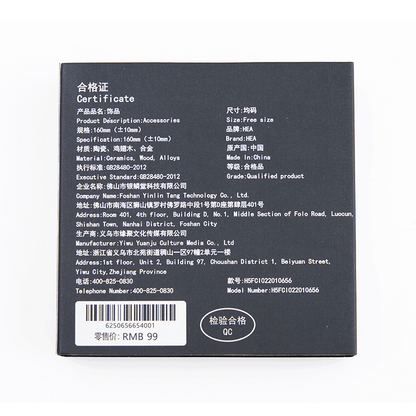 合格证
Certificate
产品品名:饰品
Product Description:Accessories
规格:160mm（±10mm）
Specification:160mm（±10mm）
材质:陶瓷、鸡翅木、合金
Material:Ceramics, Wood, Alloys
执行标准:GB28480-2012
Executive Standard:GB28480-2012
尺寸:均码
Size:Free size
品牌:HEA
Brand:HEA
原产国:中国
Made in:China
等级:合格
Grade:Qualified product
企业名称:佛山市银鳞堂科技有限公司
Company Name:Foshan Yinlin Tang Technology Co., Ltd.
地址:佛山市南海区狮山镇罗村佛罗路中段1号第D座第肆层401号
Address:Room 401, 4th floor, Building D, No.1, Middle Section of Folo Road, Luocun,
Shishan Town, Nanhai District, Foshan City
生产商:义乌市缘聚文化传媒有限公司
Manufacturer:Yiwu Yuanju Culture Media Co., Ltd
地址:浙江省义乌市北苑街道稠山一区97幢2单元一楼
Address:1st floor, Unit 2, Building 97, Choushan District 1, Beiyuan Street,
Yiwu City,Zhejiang Province
电话:400-825-0830
Telephone Number:400-825-0830
款号:H5FC1022010656
Model Number:H5FC1022010656
6250656654001
零售价: RMB 99
检验合格
QC